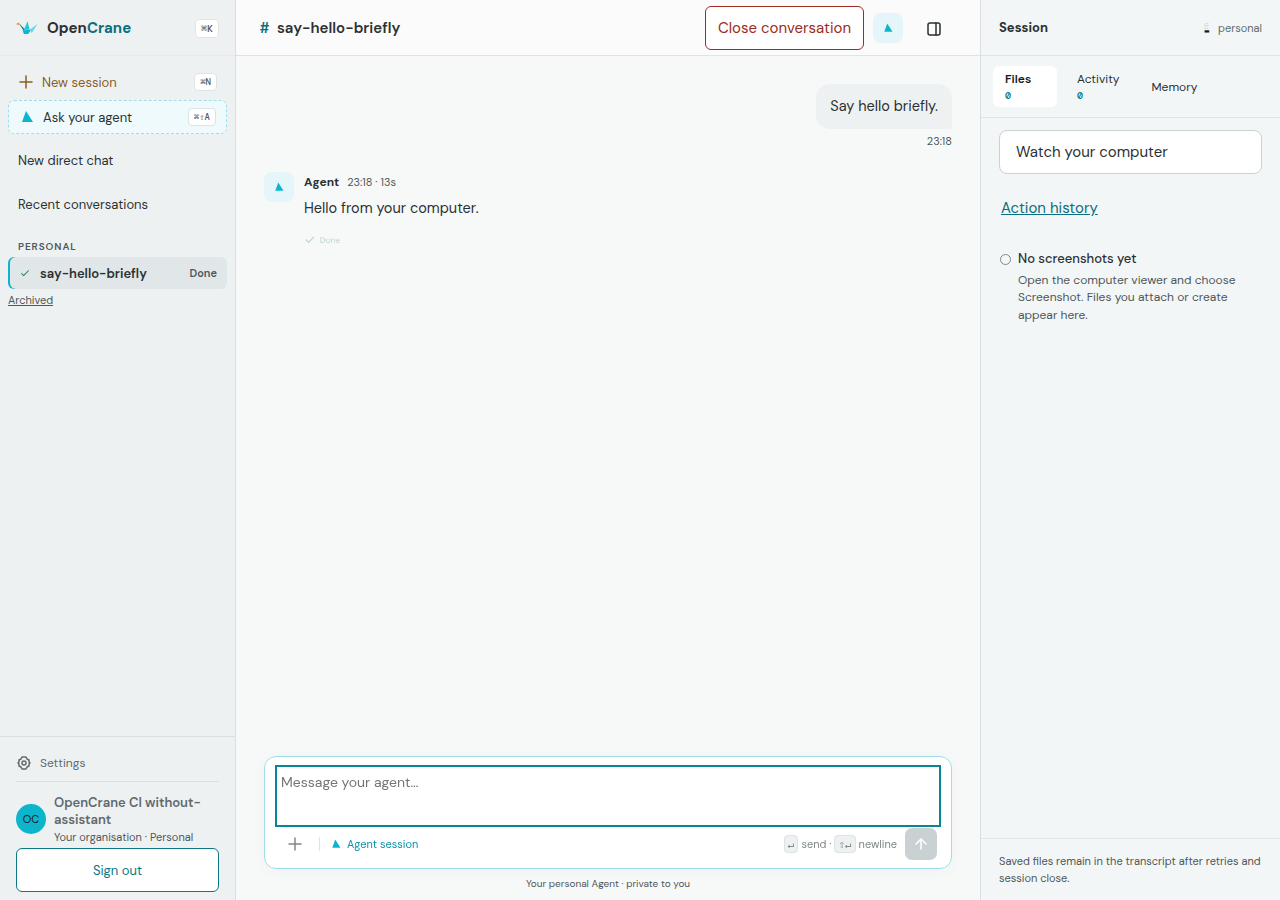 OpenCrane ⌘K
New session ⌘N
Ask your agent ⌘⇧A
New direct chat
Recent conversations
PERSONAL
say-hello-briefly Done
Archived
Settings
OC
OpenCrane CI without-
assistant
Your organisation · Personal
Sign out
# say-hello-briefly
Close conversation
Say hello briefly.
23:18
Agent 23:18 · 13s
Hello from your computer.
Done
Message your agent…
Agent session
↵ send · ⇧↵ newline
Your personal Agent · private to you
Session
personal
Files
0
Activity
0
Memory
Watch your computer
Action history
No screenshots yet
Open the computer viewer and choose
Screenshot. Files you attach or create
appear here.
Saved files remain in the transcript after retries and
session close.